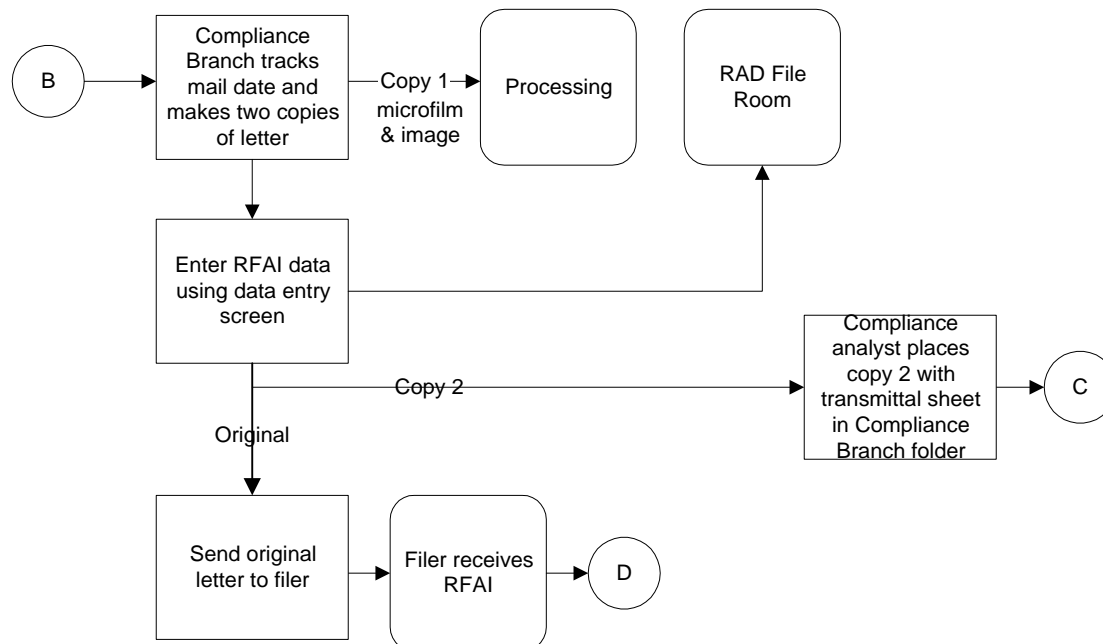 Compliance
Branch tracks
mail date and
makes two copies
of letter
B
Copy 1
microfilm
& image
Processing
RAD File
Room
Enter RFAI data
using data entry
screen
Compliance
analyst places
copy 2 with
transmittal sheet
in Compliance
Branch folder
C
Copy 2
Original
Send original
letter to filer
Filer receives
RFAI
D